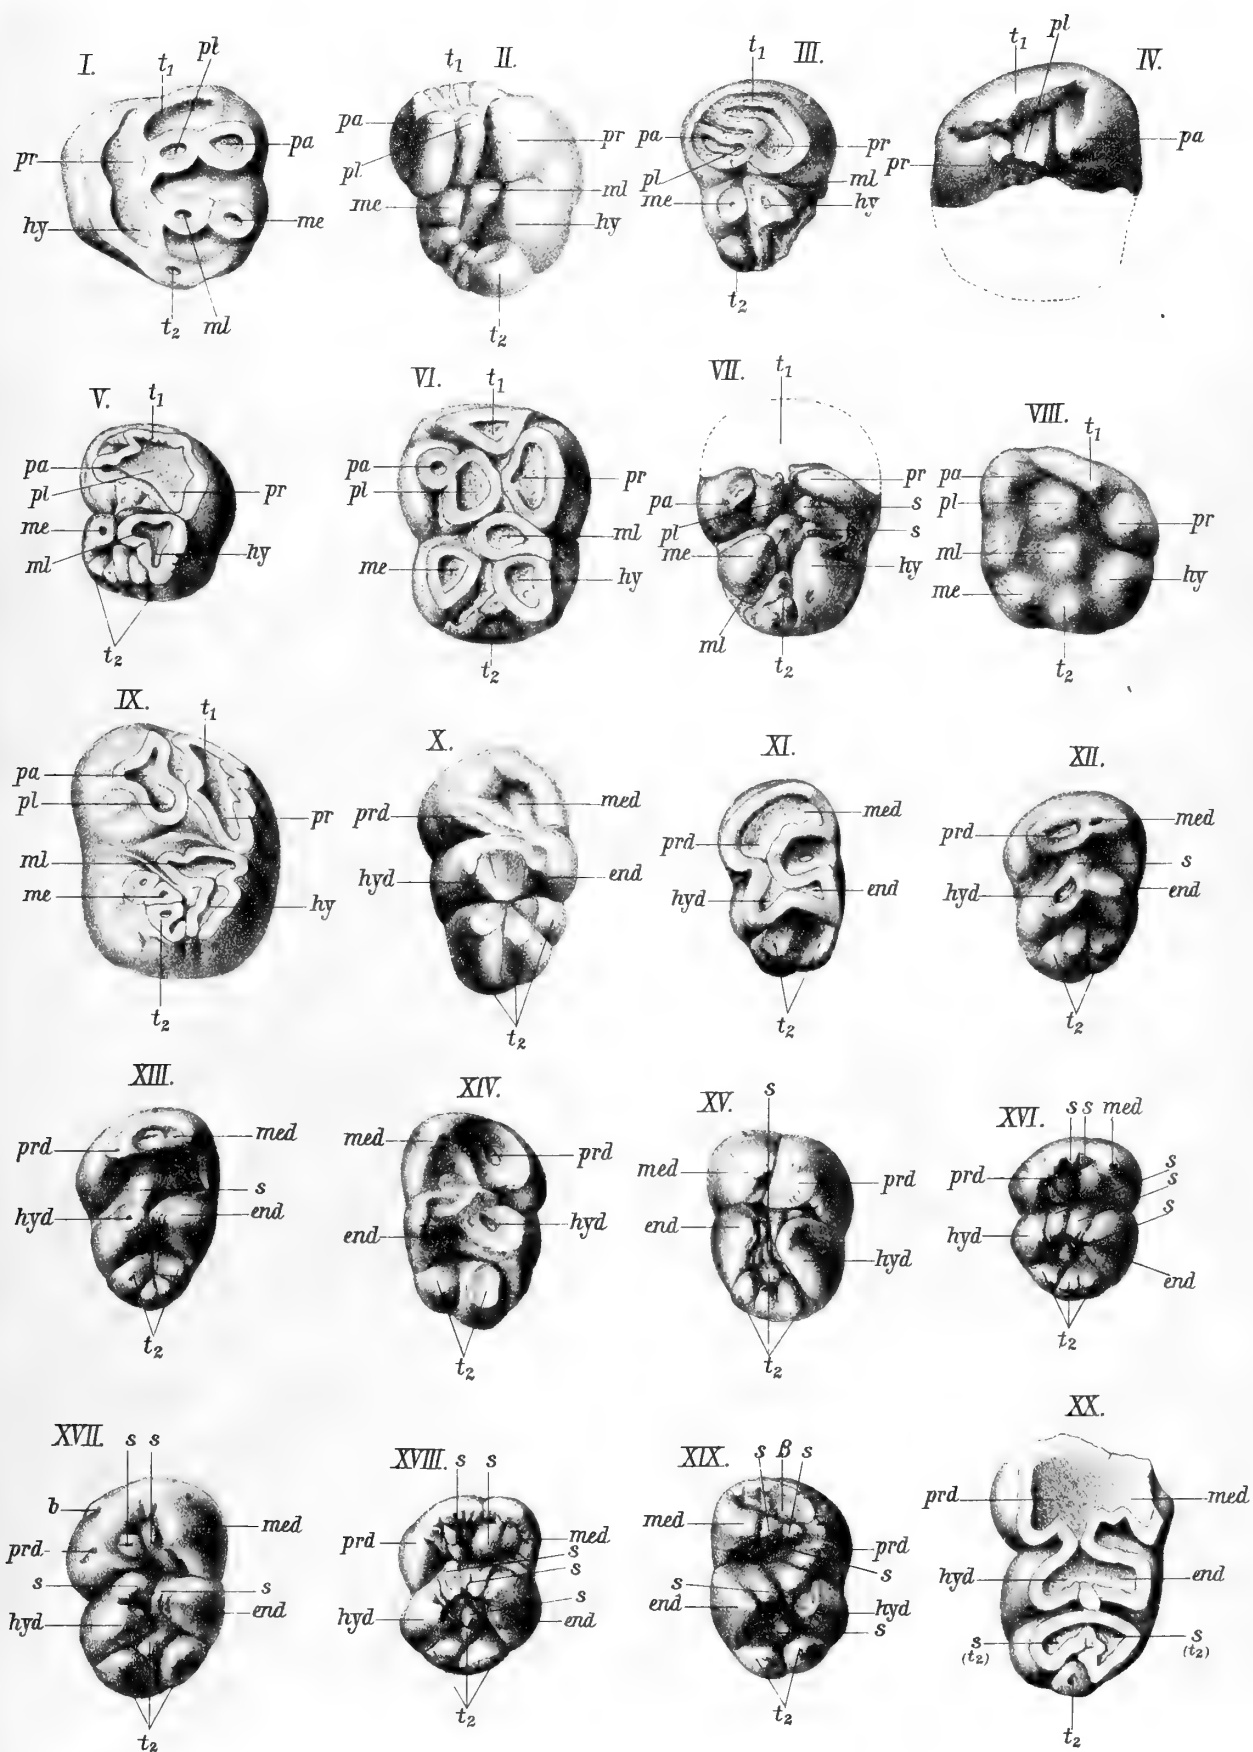 I.
t₁
pl
pr
pa
hy
me
t₂
ml
II.
t₁
pa
pr
pl
ml
me
hy
t₂
III.
t₁
pa
pr
pl
ml
me
hy
t₂
IV.
t₁
pl
pr
pa
V.
t₁
pa
pl
pr
me
ml
hy
t₂
VI.
t₁
pa
pr
pl
ml
me
hy
t₂
VII.
t₁
pr
pa
s
pl
s
me
hy
ml
t₂
VIII.
t₁
pa
pl
pr
ml
hy
me
t₂
IX.
t₁
pa
pl
pr
ml
me
hy
t₂
X.
med
prd
hyd
end
t₂
XI.
med
prd
hyd
end
t₂
XII.
prd
med
s
hyd
end
t₂
XIII.
prd
med
s
hyd
end
t₂
XIV.
med
prd
hyd
end
t₂
XV.
s
med
prd
end
hyd
t₂
XVI.
s s med
prd
s
s
s
hyd
end
t₂
XVII.
s s
b
med
prd
s
s
hyd
end
t₂
XVIII.
s s
prd
med
s
s
s
hyd
end
t₂
XIX.
s β s
med
prd
s
s
end
hyd
s
t₂
XX.
prd
med
hyd
end
s
(t₂)
s
(t₂)
t₂